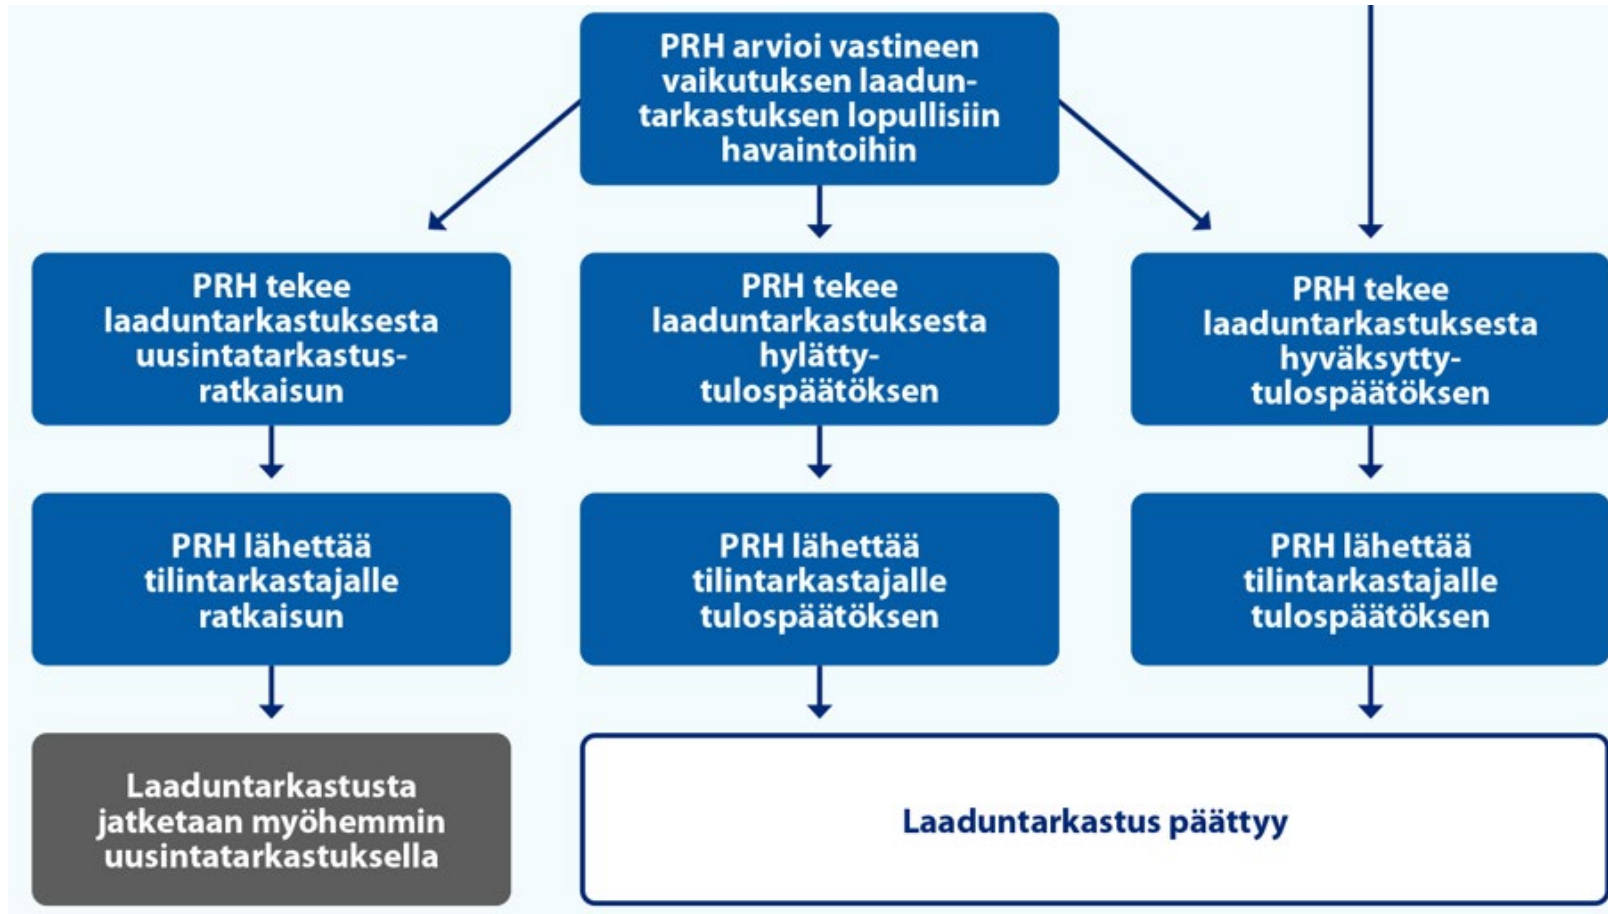 PRH arvioi vastineen
vaikutuksen laadun-
tarkastuksen lopullisiin
havaintoihin
PRH tekee
laaduntarkastuksesta
uusintatarkastus-
ratkaisun
PRH tekee
laaduntarkastuksesta
hylätty-
tulospäätöksen
PRH tekee
laaduntarkastuksesta
hyväksytty-
tulospäätöksen
PRH lähettää
tilintarkastajalle
ratkaisun
PRH lähettää
tilintarkastajalle
tulospäätöksen
PRH lähettää
tilintarkastajalle
tulospäätöksen
Laaduntarkastusta
jatketaan myöhemmin
uusintatarkastuksella
Laaduntarkastus päättyy